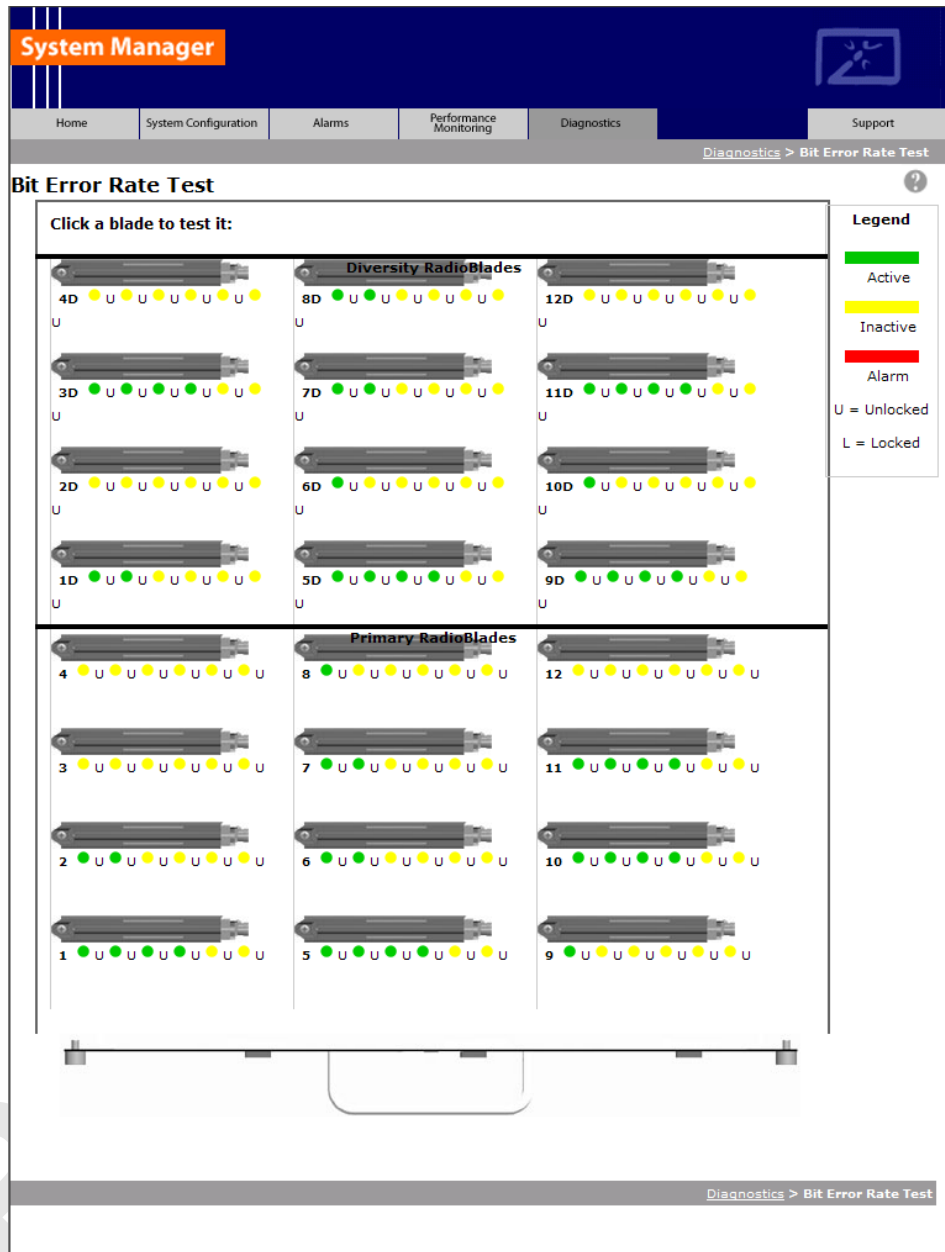 System Manager
Home System Configuration Alarms Performance Monitoring Diagnostics Support
Diagnostics > Bit Error Rate Test
Bit Error Rate Test
?
Click a blade to test it:
Legend
Diversity RadioBlades
Active
4D U U U U U U
8D U U U U U U
12D U U U U U U
U U U
Inactive
3D U U U U U U
7D U U U U U U
11D U U U U U U
Alarm
U U U
U = Unlocked
L = Locked
2D U U U U U U
6D U U U U U U
10D U U U U U U
U U U
1D U U U U U U
5D U U U U U U
9D U U U U U U
U U U
Primary RadioBlades
4 U U U U U U
8 U U U U U U
12 U U U U U U
3 U U U U U U
7 U U U U U U
11 U U U U U U
2 U U U U U U
6 U U U U U U
10 U U U U U U
1 U U U U U U
5 U U U U U U
9 U U U U U U
Diagnostics > Bit Error Rate Test